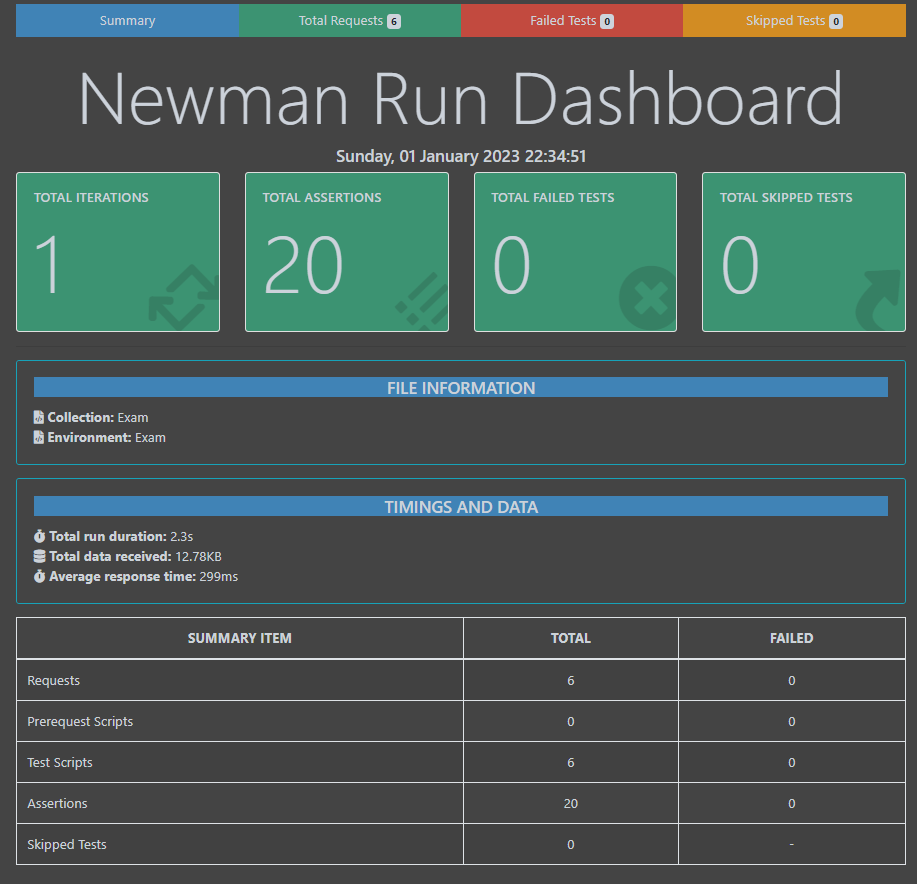 Summary Total Requests 6 Failed Tests 0 Skipped Tests 0
Newman Run Dashboard
Sunday, 01 January 2023 22:34:51
TOTAL ITERATIONS TOTAL ASSERTIONS TOTAL FAILED TESTS TOTAL SKIPPED TESTS
1 20 0 0
FILE INFORMATION
Collection: Exam
Environment: Exam
TIMINGS AND DATA
Total run duration: 2.3s
Total data received: 12.78KB
Average response time: 299ms
SUMMARY ITEM TOTAL FAILED
Requests 6 0
Prerequest Scripts 0 0
Test Scripts 6 0
Assertions 20 0
Skipped Tests 0 -